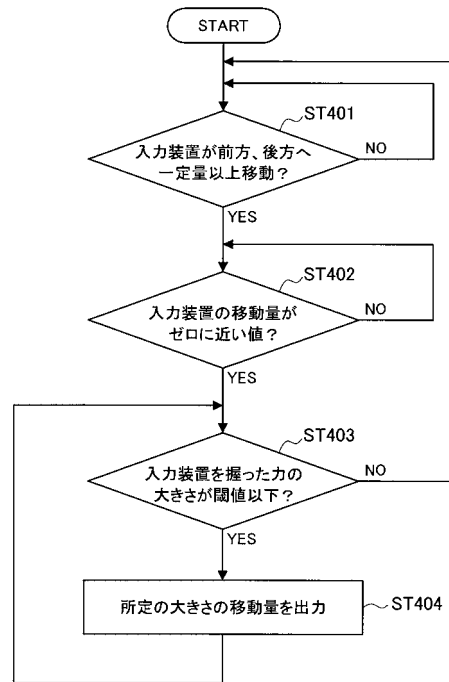 START
ST401
入力装置が前方、後方へ
一定量以上移動？
NO
YES
ST402
入力装置の移動量が
ゼロに近い値？
NO
YES
ST403
入力装置を握った力の
大きさが閾値以下？
NO
YES
所定の大きさの移動量を出力
ST404